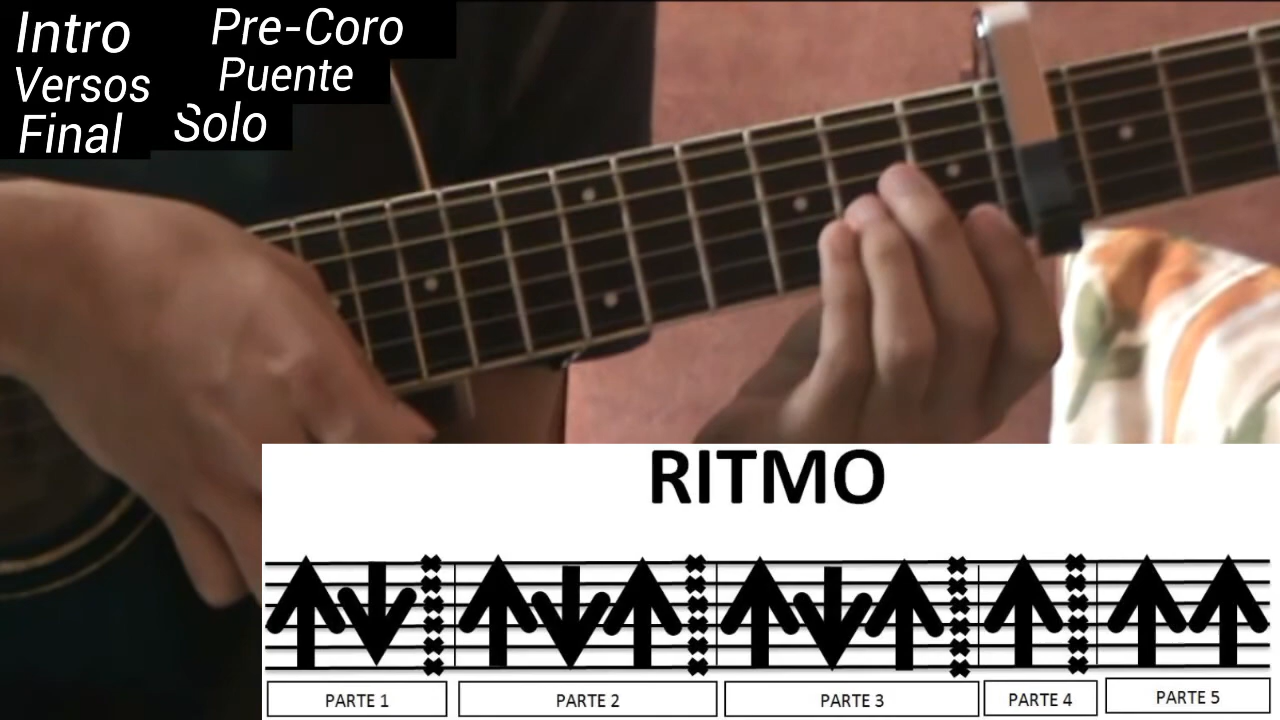 Intro
Pre-Coro
Versos
Puente
Final
Solo
RITMO
PARTE 1
PARTE 2
PARTE 3
PARTE 4
PARTE 5